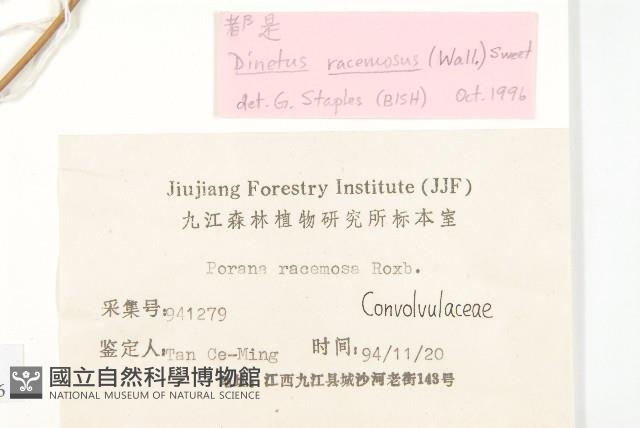 都是
Dinetus racemosus (Wall.) Sweet
det. G. Staples (BISH) Oct. 1996
Jiujiang Forestry Institute (JJF)
九江森林植物研究所标本室
Porana racemosa Roxb.
采集号:941279
Convolvulaceae
鉴定人:Tan Ce-Ming 时间:94/11/20
江西九江县城沙河老街143号
國立自然科學博物館
NATIONAL MUSEUM OF NATURAL SCIENCE